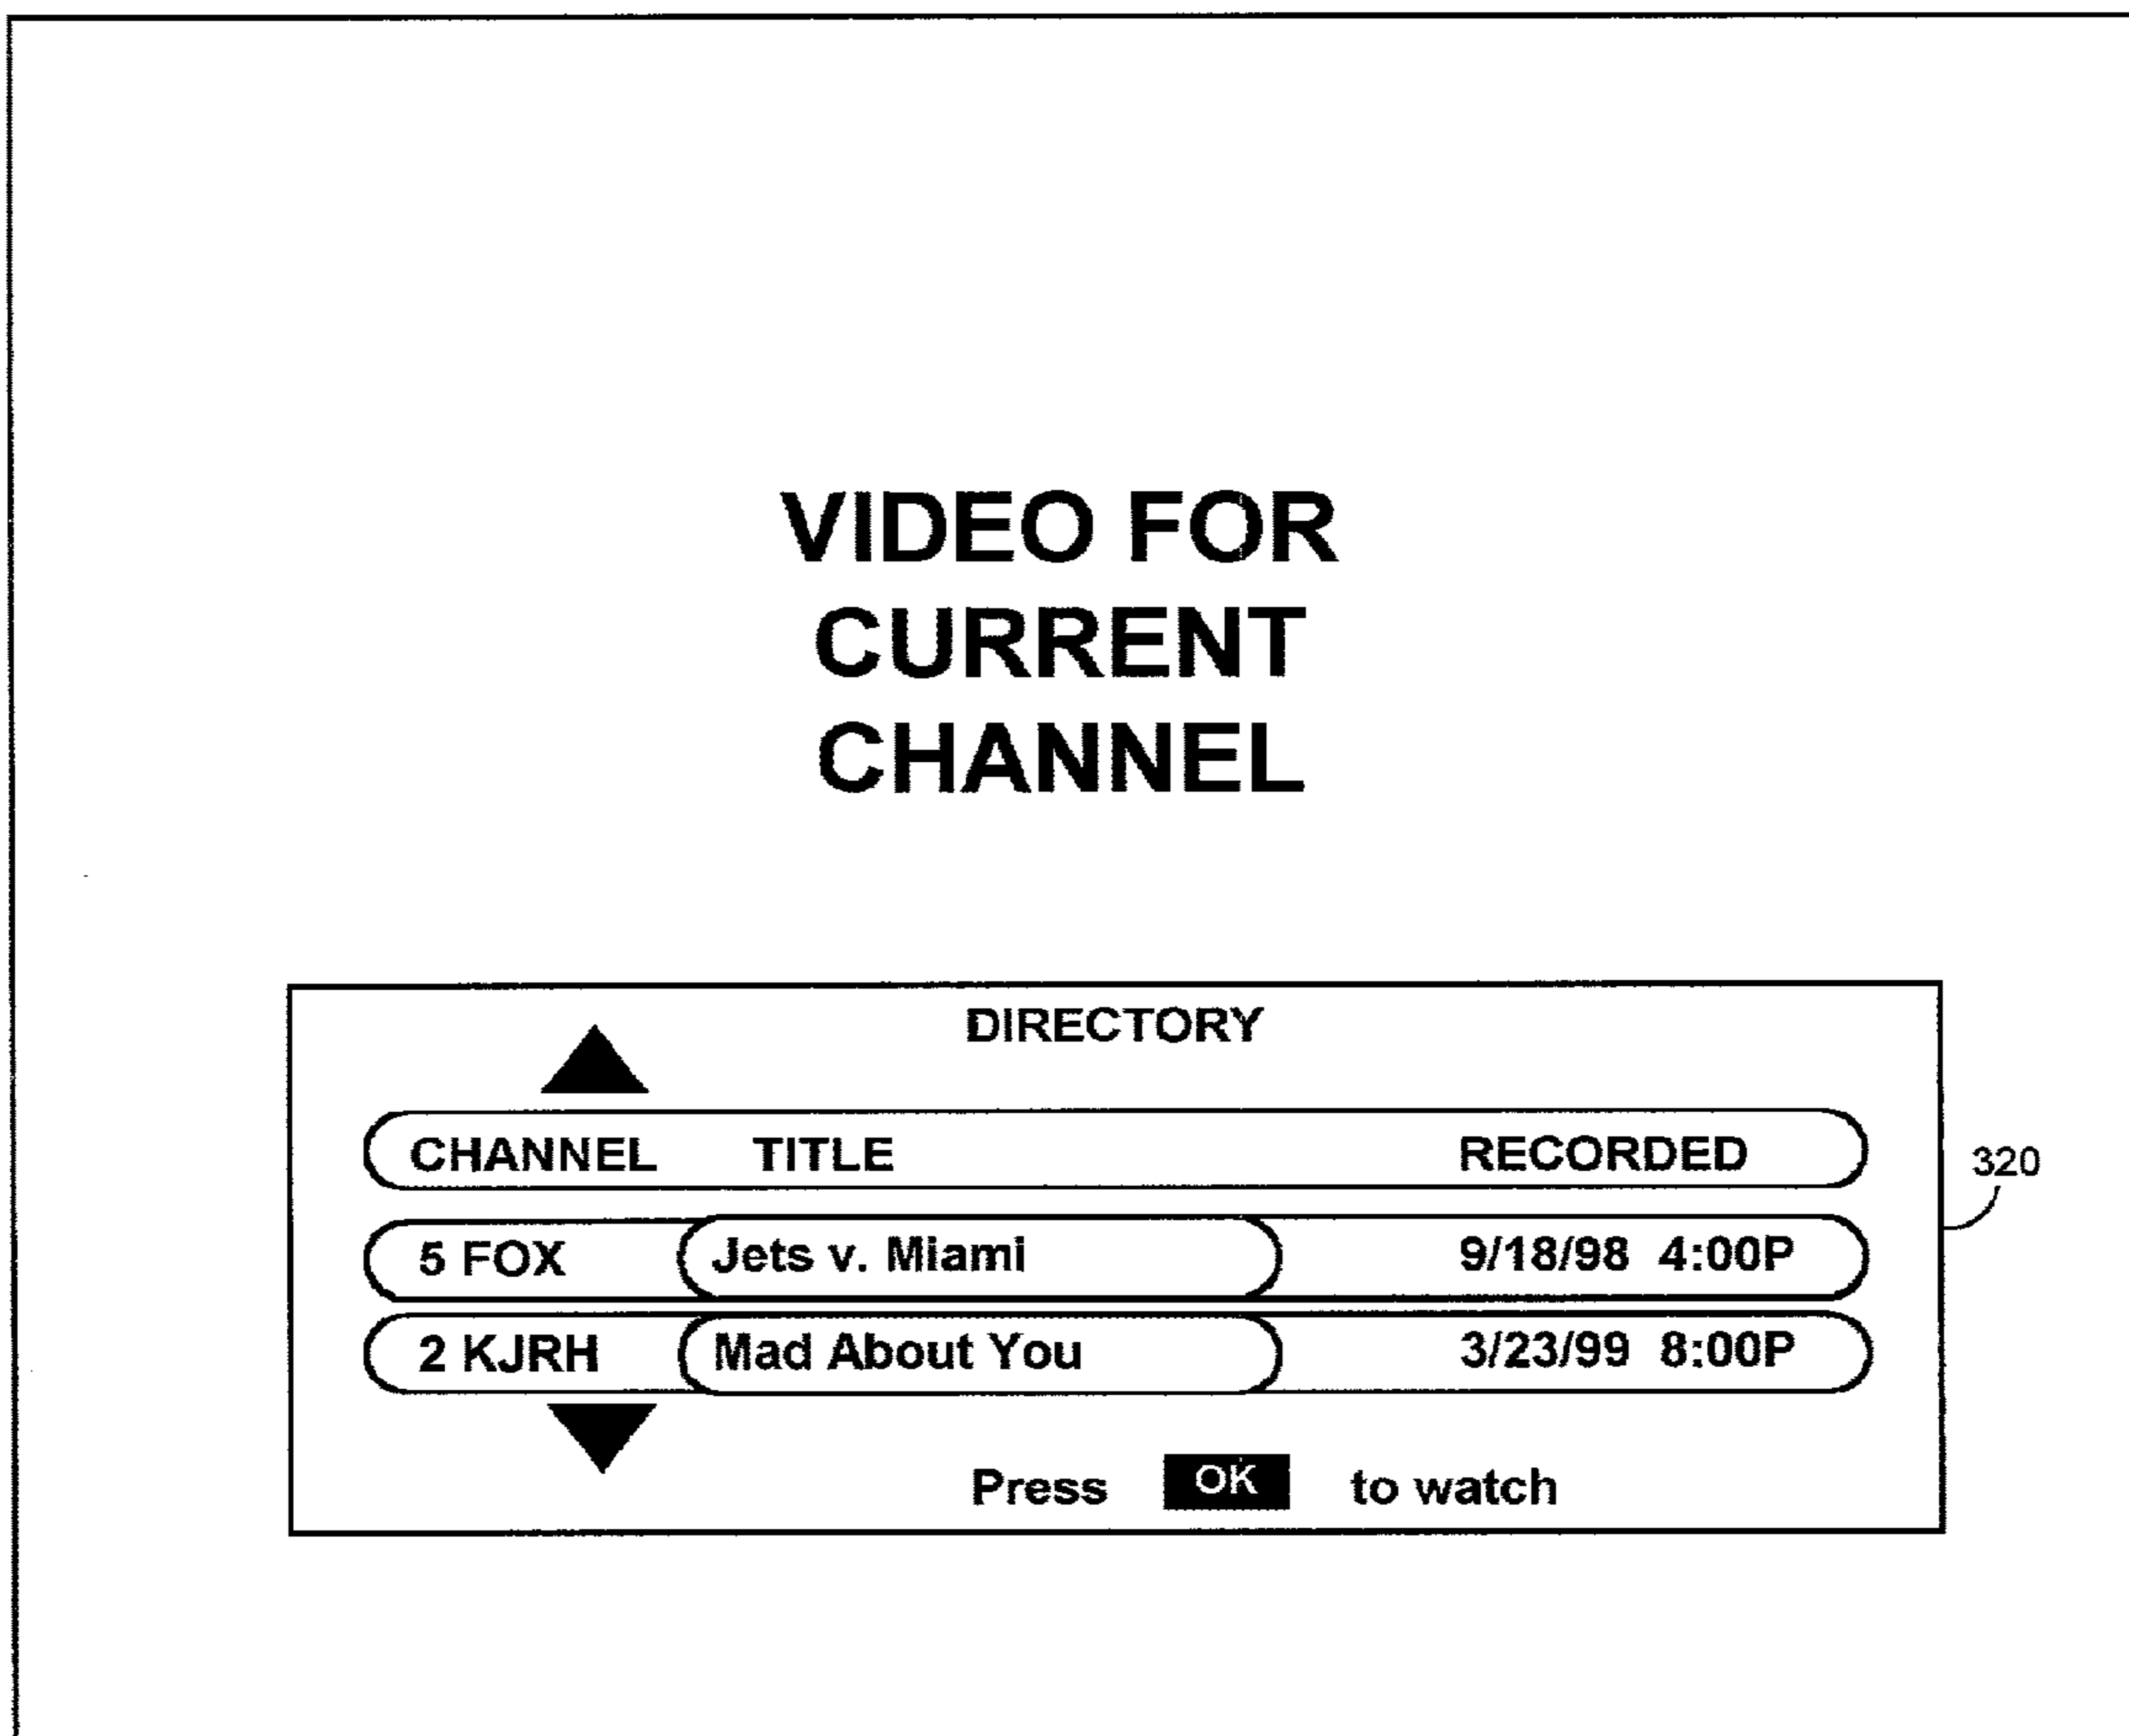 VIDEO FOR
CURRENT
CHANNEL
DIRECTORY
CHANNEL TITLE RECORDED
320
5 FOX Jets v. Miami 9/18/98 4:00P
2 KJRH Mad About You 3/23/99 8:00P
Press OK to watch